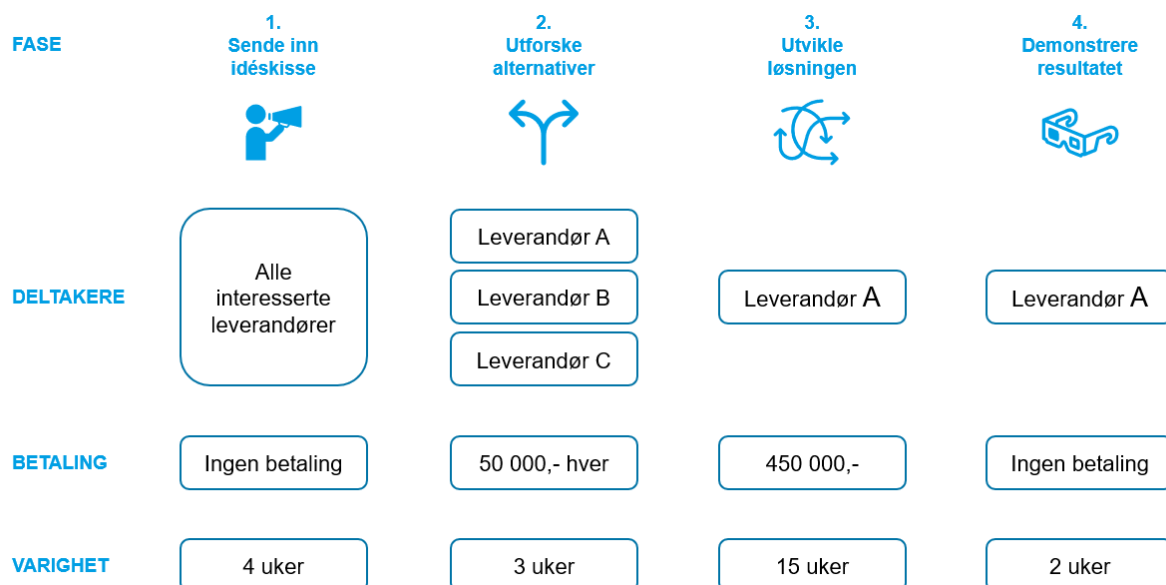 FASE
1.
Sende inn
idéskisse
2.
Utforske
alternativer
3.
Utvikle
løsningen
4.
Demonstrere
resultatet
DELTAKERE
Alle
interesserte
leverandører
Leverandør A
Leverandør B
Leverandør C
Leverandør A
Leverandør A
BETALING
Ingen betaling
50 000,- hver
450 000,-
Ingen betaling
VARIGHET
4 uker
3 uker
15 uker
2 uker